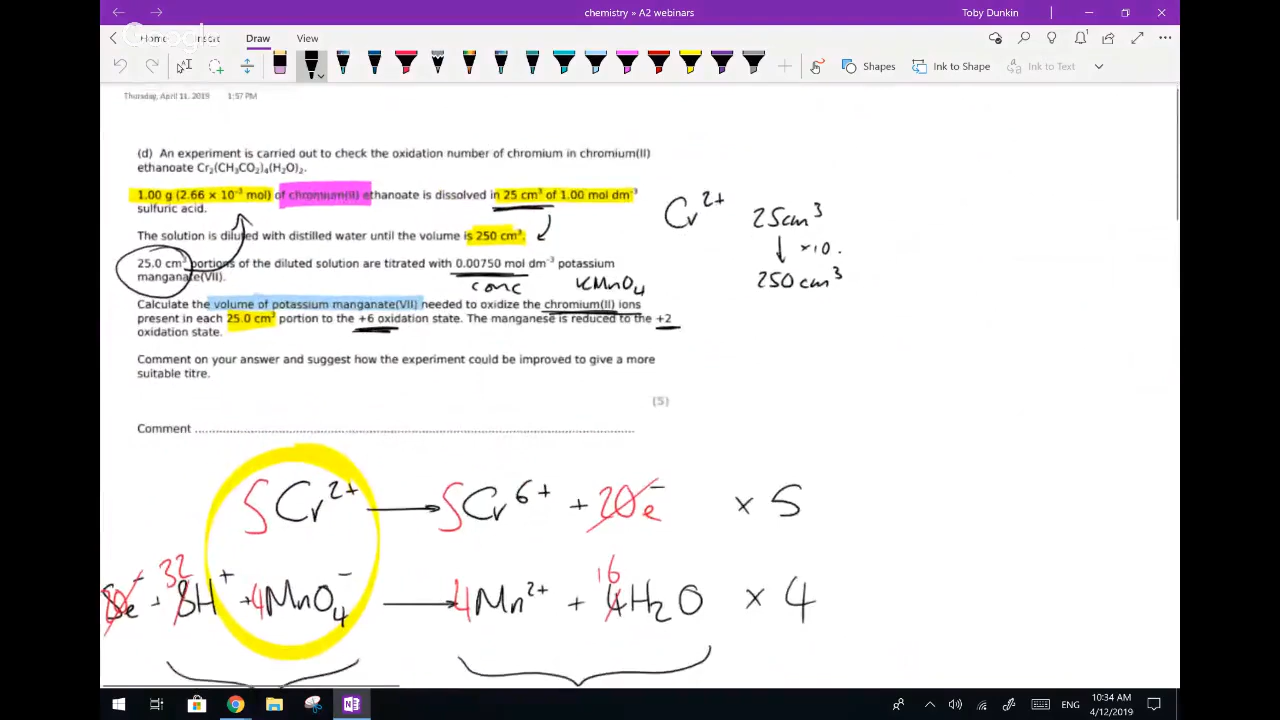 chemistry » A2 webinars
Toby Dunkin
Home Insert Draw View
Shapes Ink to Shape Ink to Text
Thursday, April 11, 2019 1:57 PM
(d) An experiment is carried out to check the oxidation number of chromium in chromium(II)
ethanoate Cr₂(CH₃CO₂)₄(H₂O)₂.
1.00 g (2.66 × 10⁻³ mol) of chromium(II) ethanoate is dissolved in 25 cm³ of 1.00 mol dm⁻³
sulfuric acid.
Cr²⁺ 25cm³
↓ ×10.
250 cm³
The solution is diluted with distilled water until the volume is 250 cm³.
25.0 cm³ portions of the diluted solution are titrated with 0.00750 mol dm⁻³ potassium
manganate(VII).
conc KMnO₄
Calculate the volume of potassium manganate(VII) needed to oxidize the chromium(II) ions
present in each 25.0 cm³ portion to the +6 oxidation state. The manganese is reduced to the +2
oxidation state.
Comment on your answer and suggest how the experiment could be improved to give a more
suitable titre.
(5)
Comment ............................................................
5Cr²⁺ → 5Cr⁶⁺ + 20e⁻ × 5
e⁻ + 32 8H⁺ + 4MnO₄⁻ → 4Mn²⁺ + 16 4H₂O × 4
10:34 AM
4/12/2019